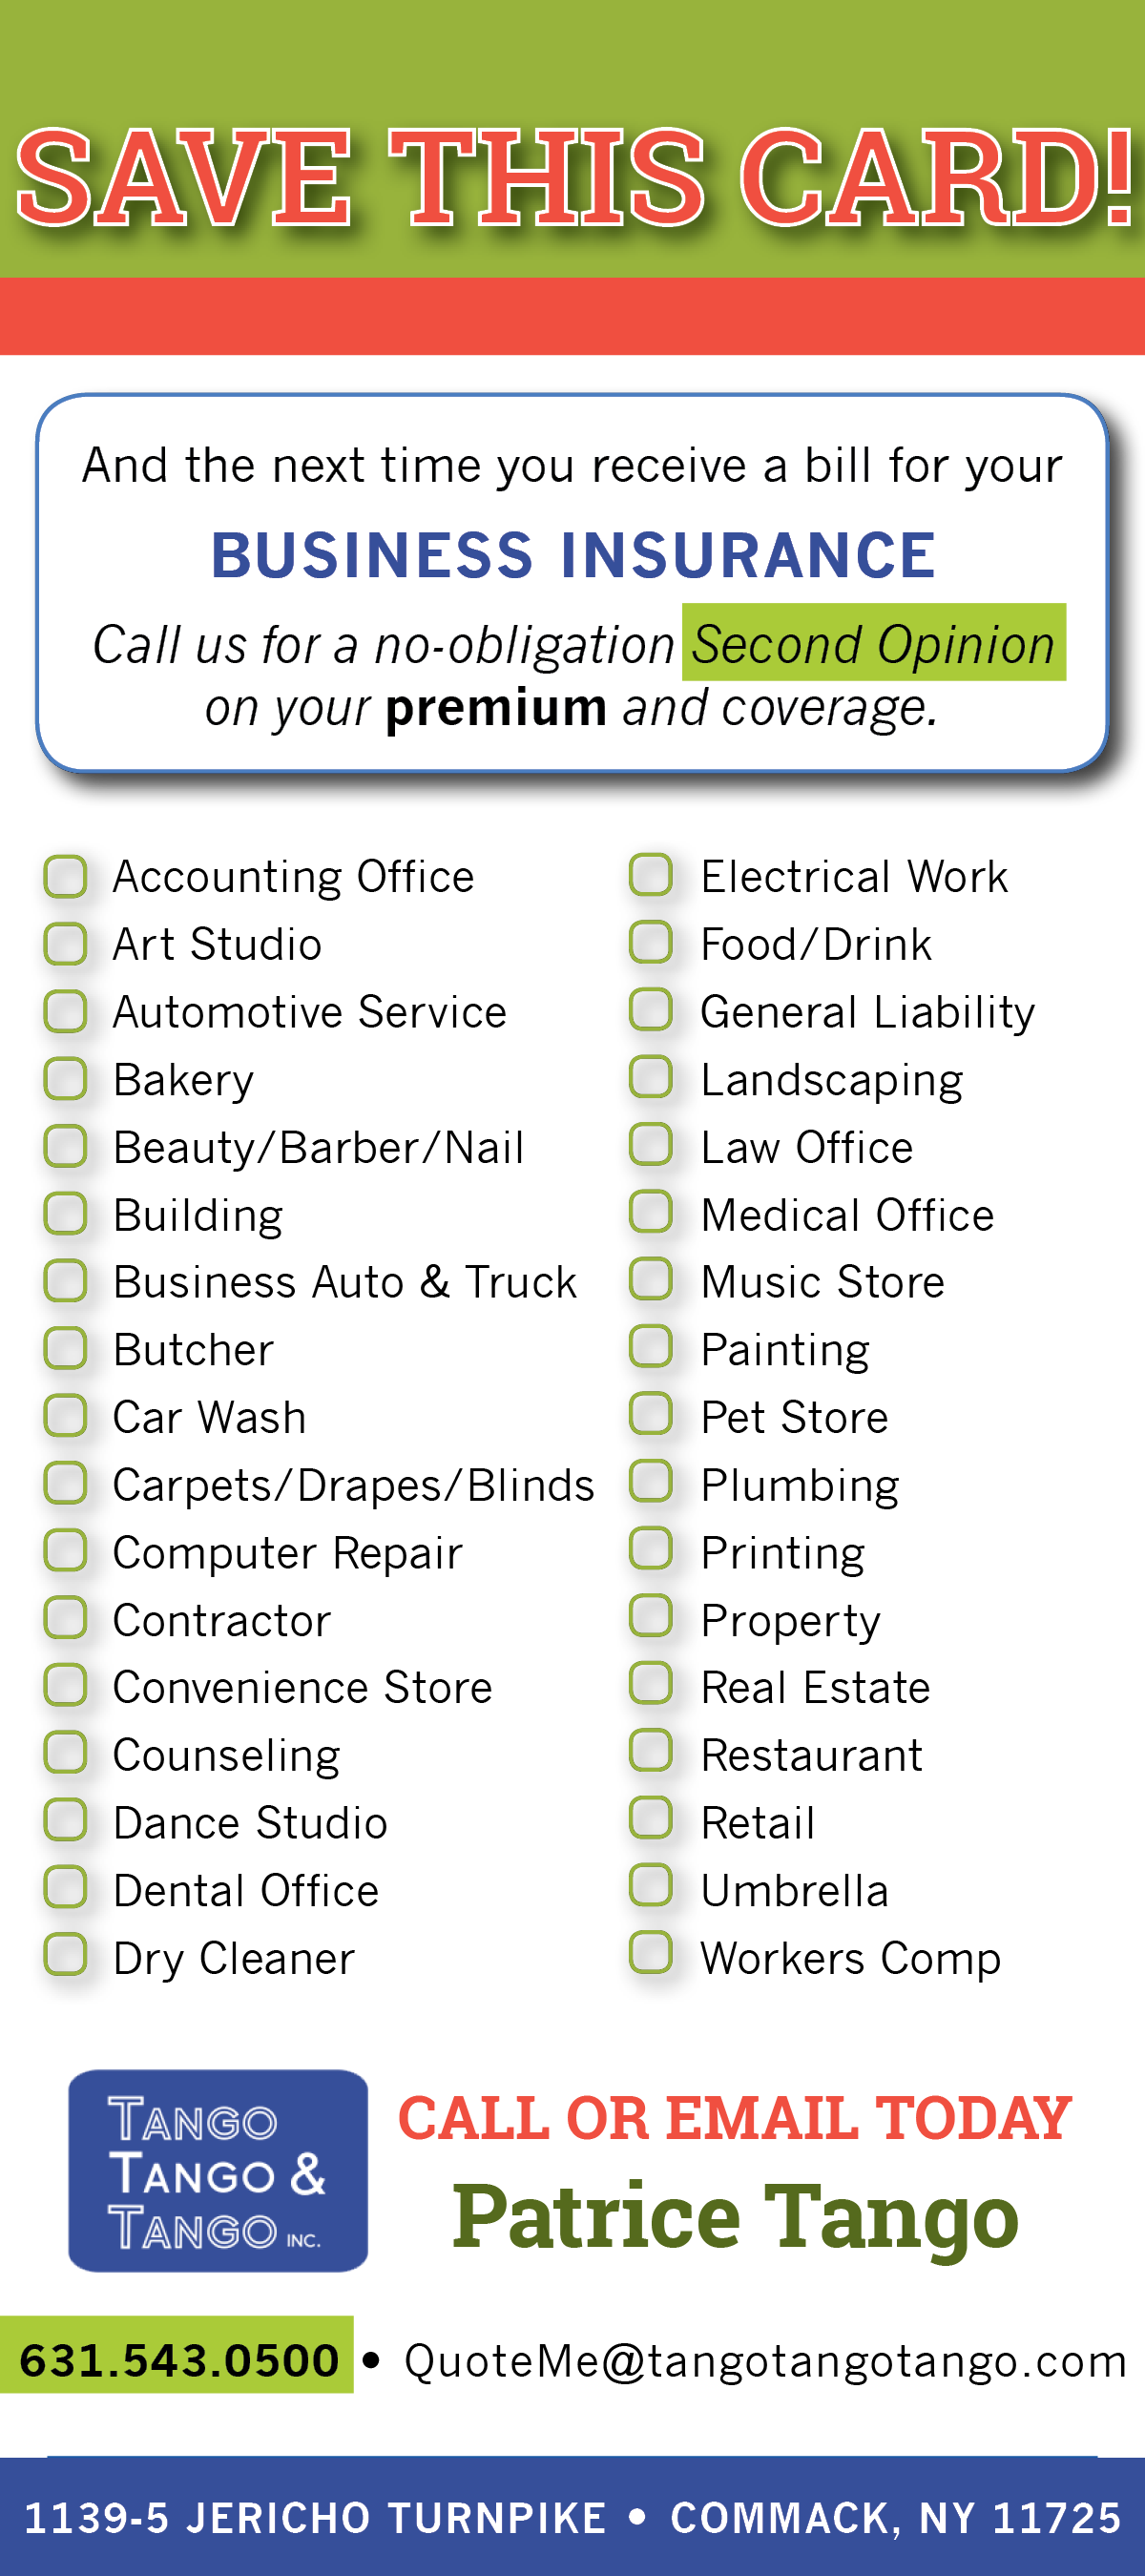 SAVE THIS CARD!
And the next time you receive a bill for your
BUSINESS INSURANCE
Call us for a no-obligation Second Opinion
on your premium and coverage.
Accounting Office
Art Studio
Automotive Service
Bakery
Beauty/Barber/Nail
Building
Business Auto & Truck
Butcher
Car Wash
Carpets/Drapes/Blinds
Computer Repair
Contractor
Convenience Store
Counseling
Dance Studio
Dental Office
Dry Cleaner
Electrical Work
Food/Drink
General Liability
Landscaping
Law Office
Medical Office
Music Store
Painting
Pet Store
Plumbing
Printing
Property
Real Estate
Restaurant
Retail
Umbrella
Workers Comp
TANGO
TANGO &
TANGO INC.
CALL OR EMAIL TODAY
Patrice Tango
631.543.0500 • QuoteMe@tangotangotango.com
1139-5 JERICHO TURNPIKE • COMMACK, NY 11725